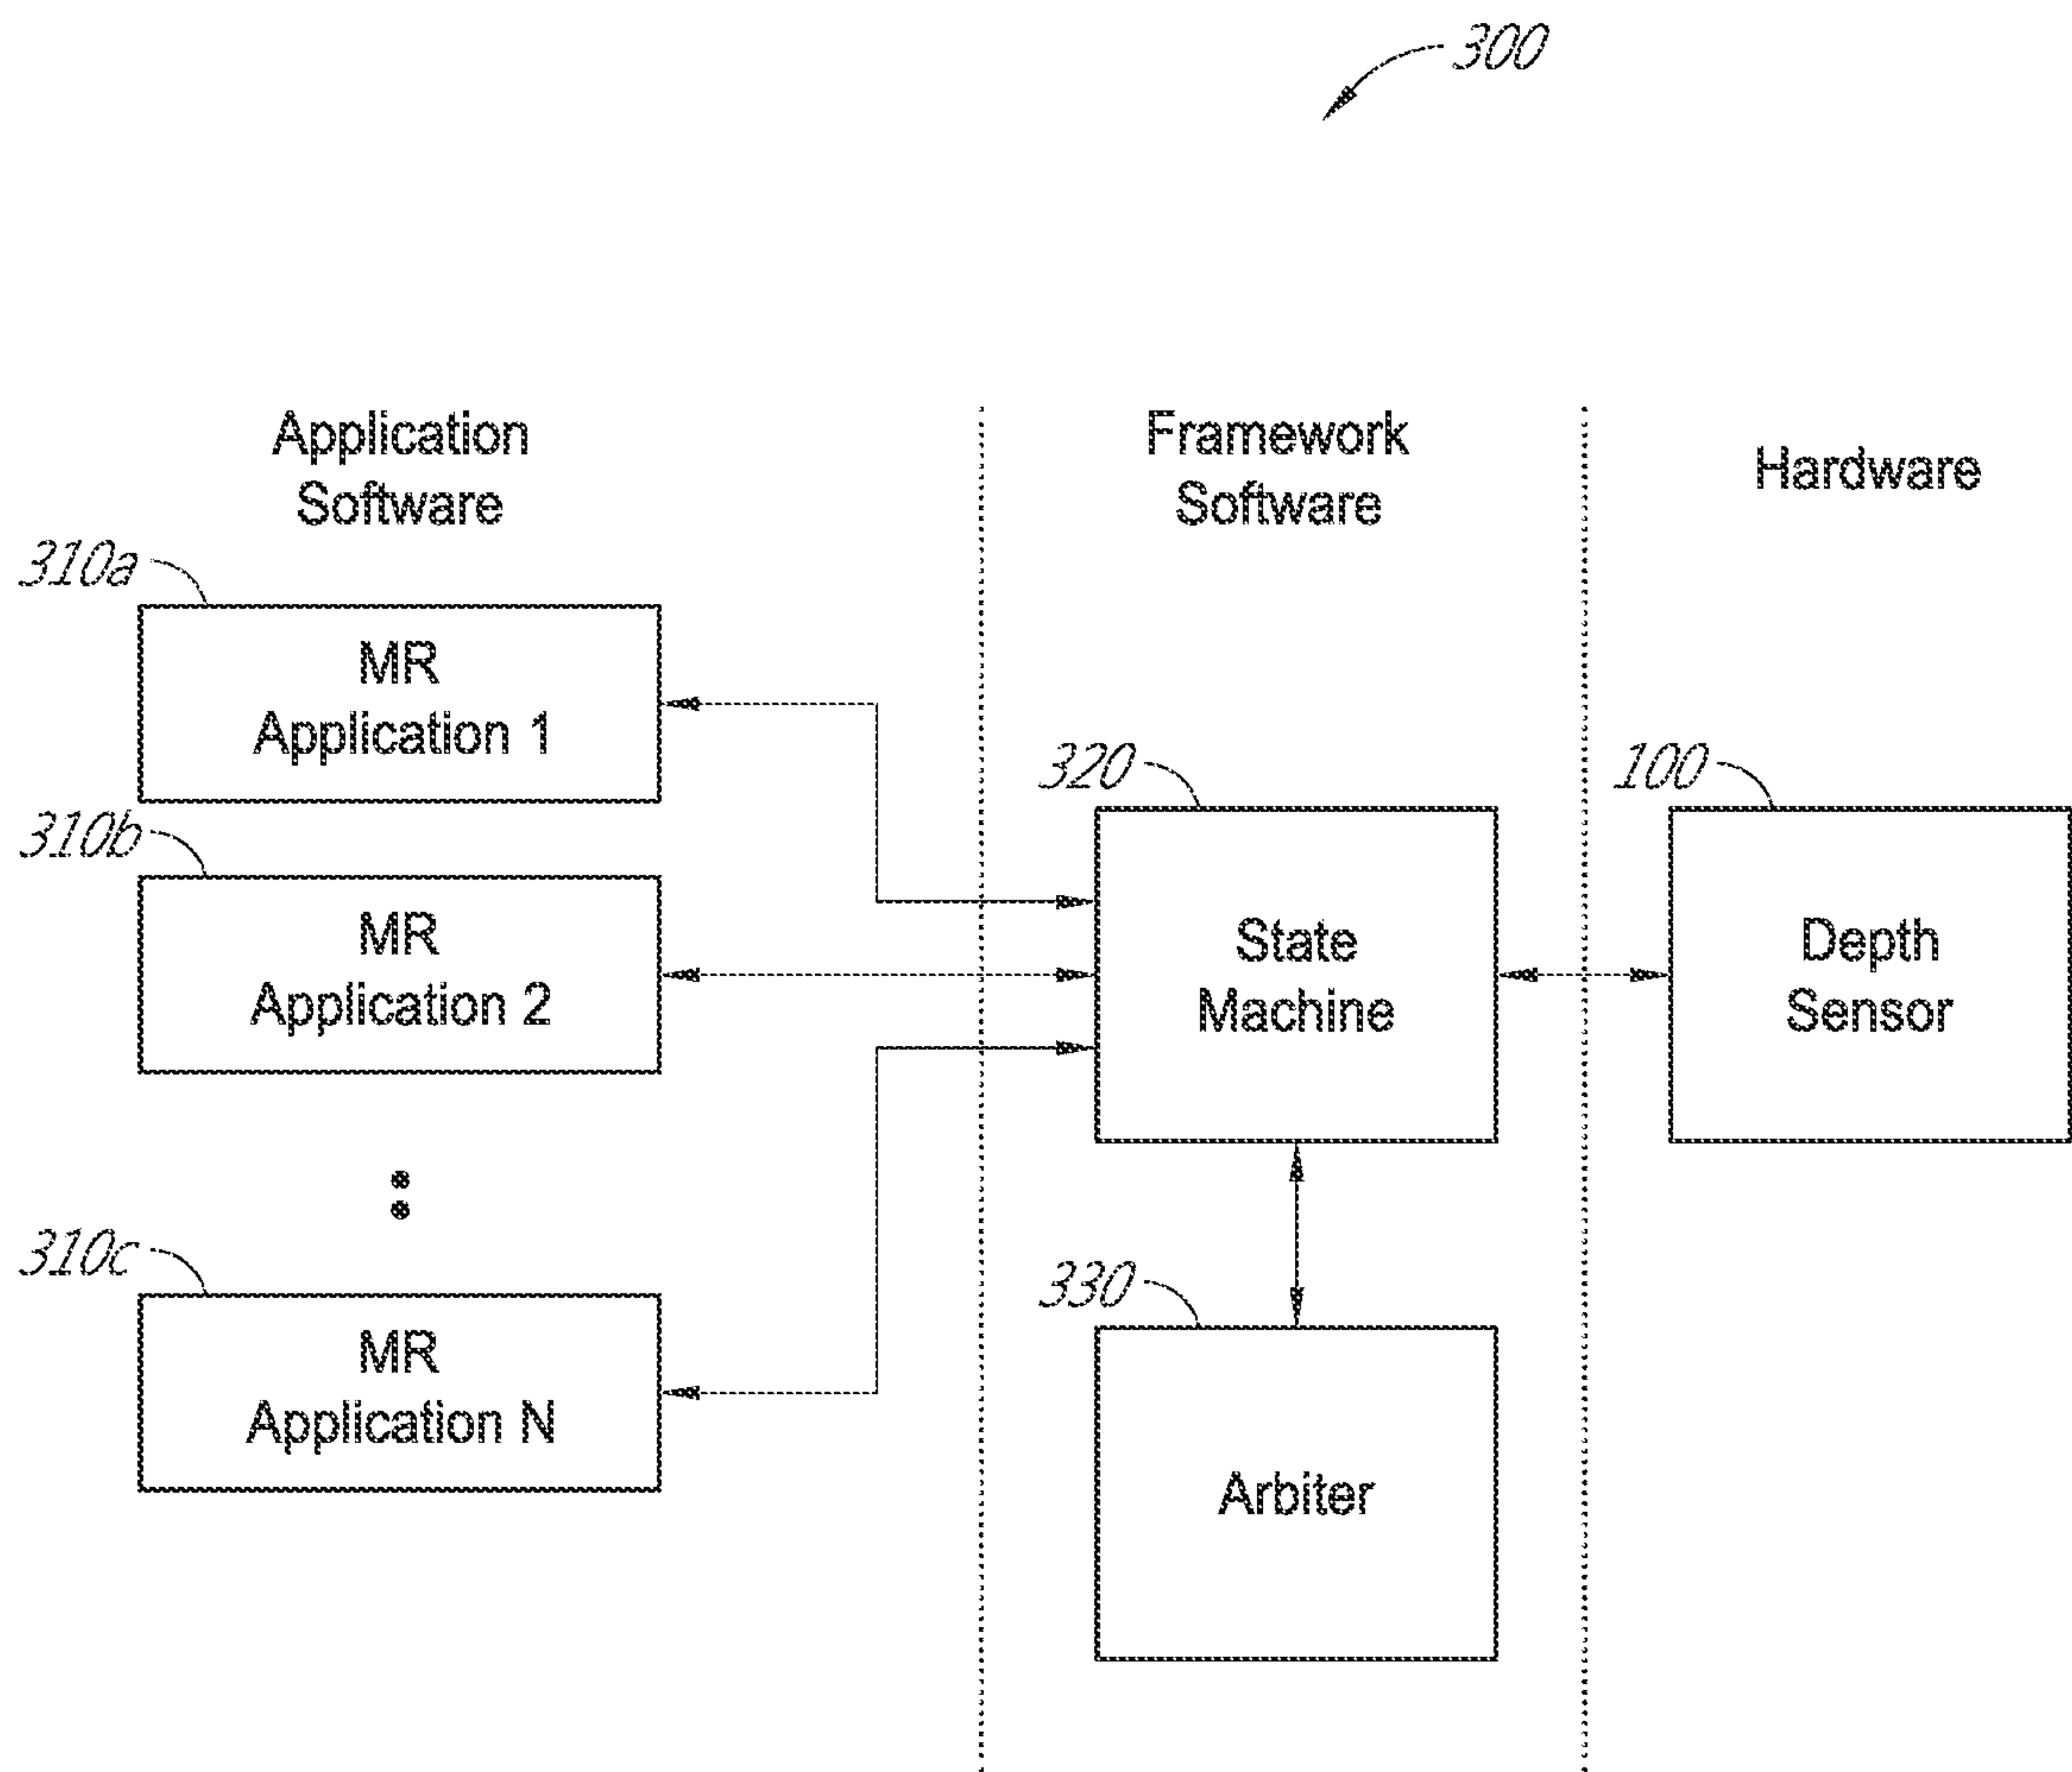 300
Application
Software
Framework
Software
Hardware
310a
MR
Application 1
310b
MR
Application 2
310c
MR
Application N
320
State
Machine
330
Arbiter
100
Depth
Sensor